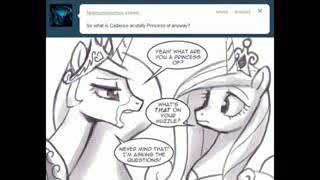 So what is Cadence acutally Princess of anyway?
YEAH! WHAT ARE
YOU A PRINCESS
OF?
WHAT'S
THAT ON
YOUR
MUZZLE?
NEVER MIND THAT!
I'M ASKING THE
QUESTIONS!